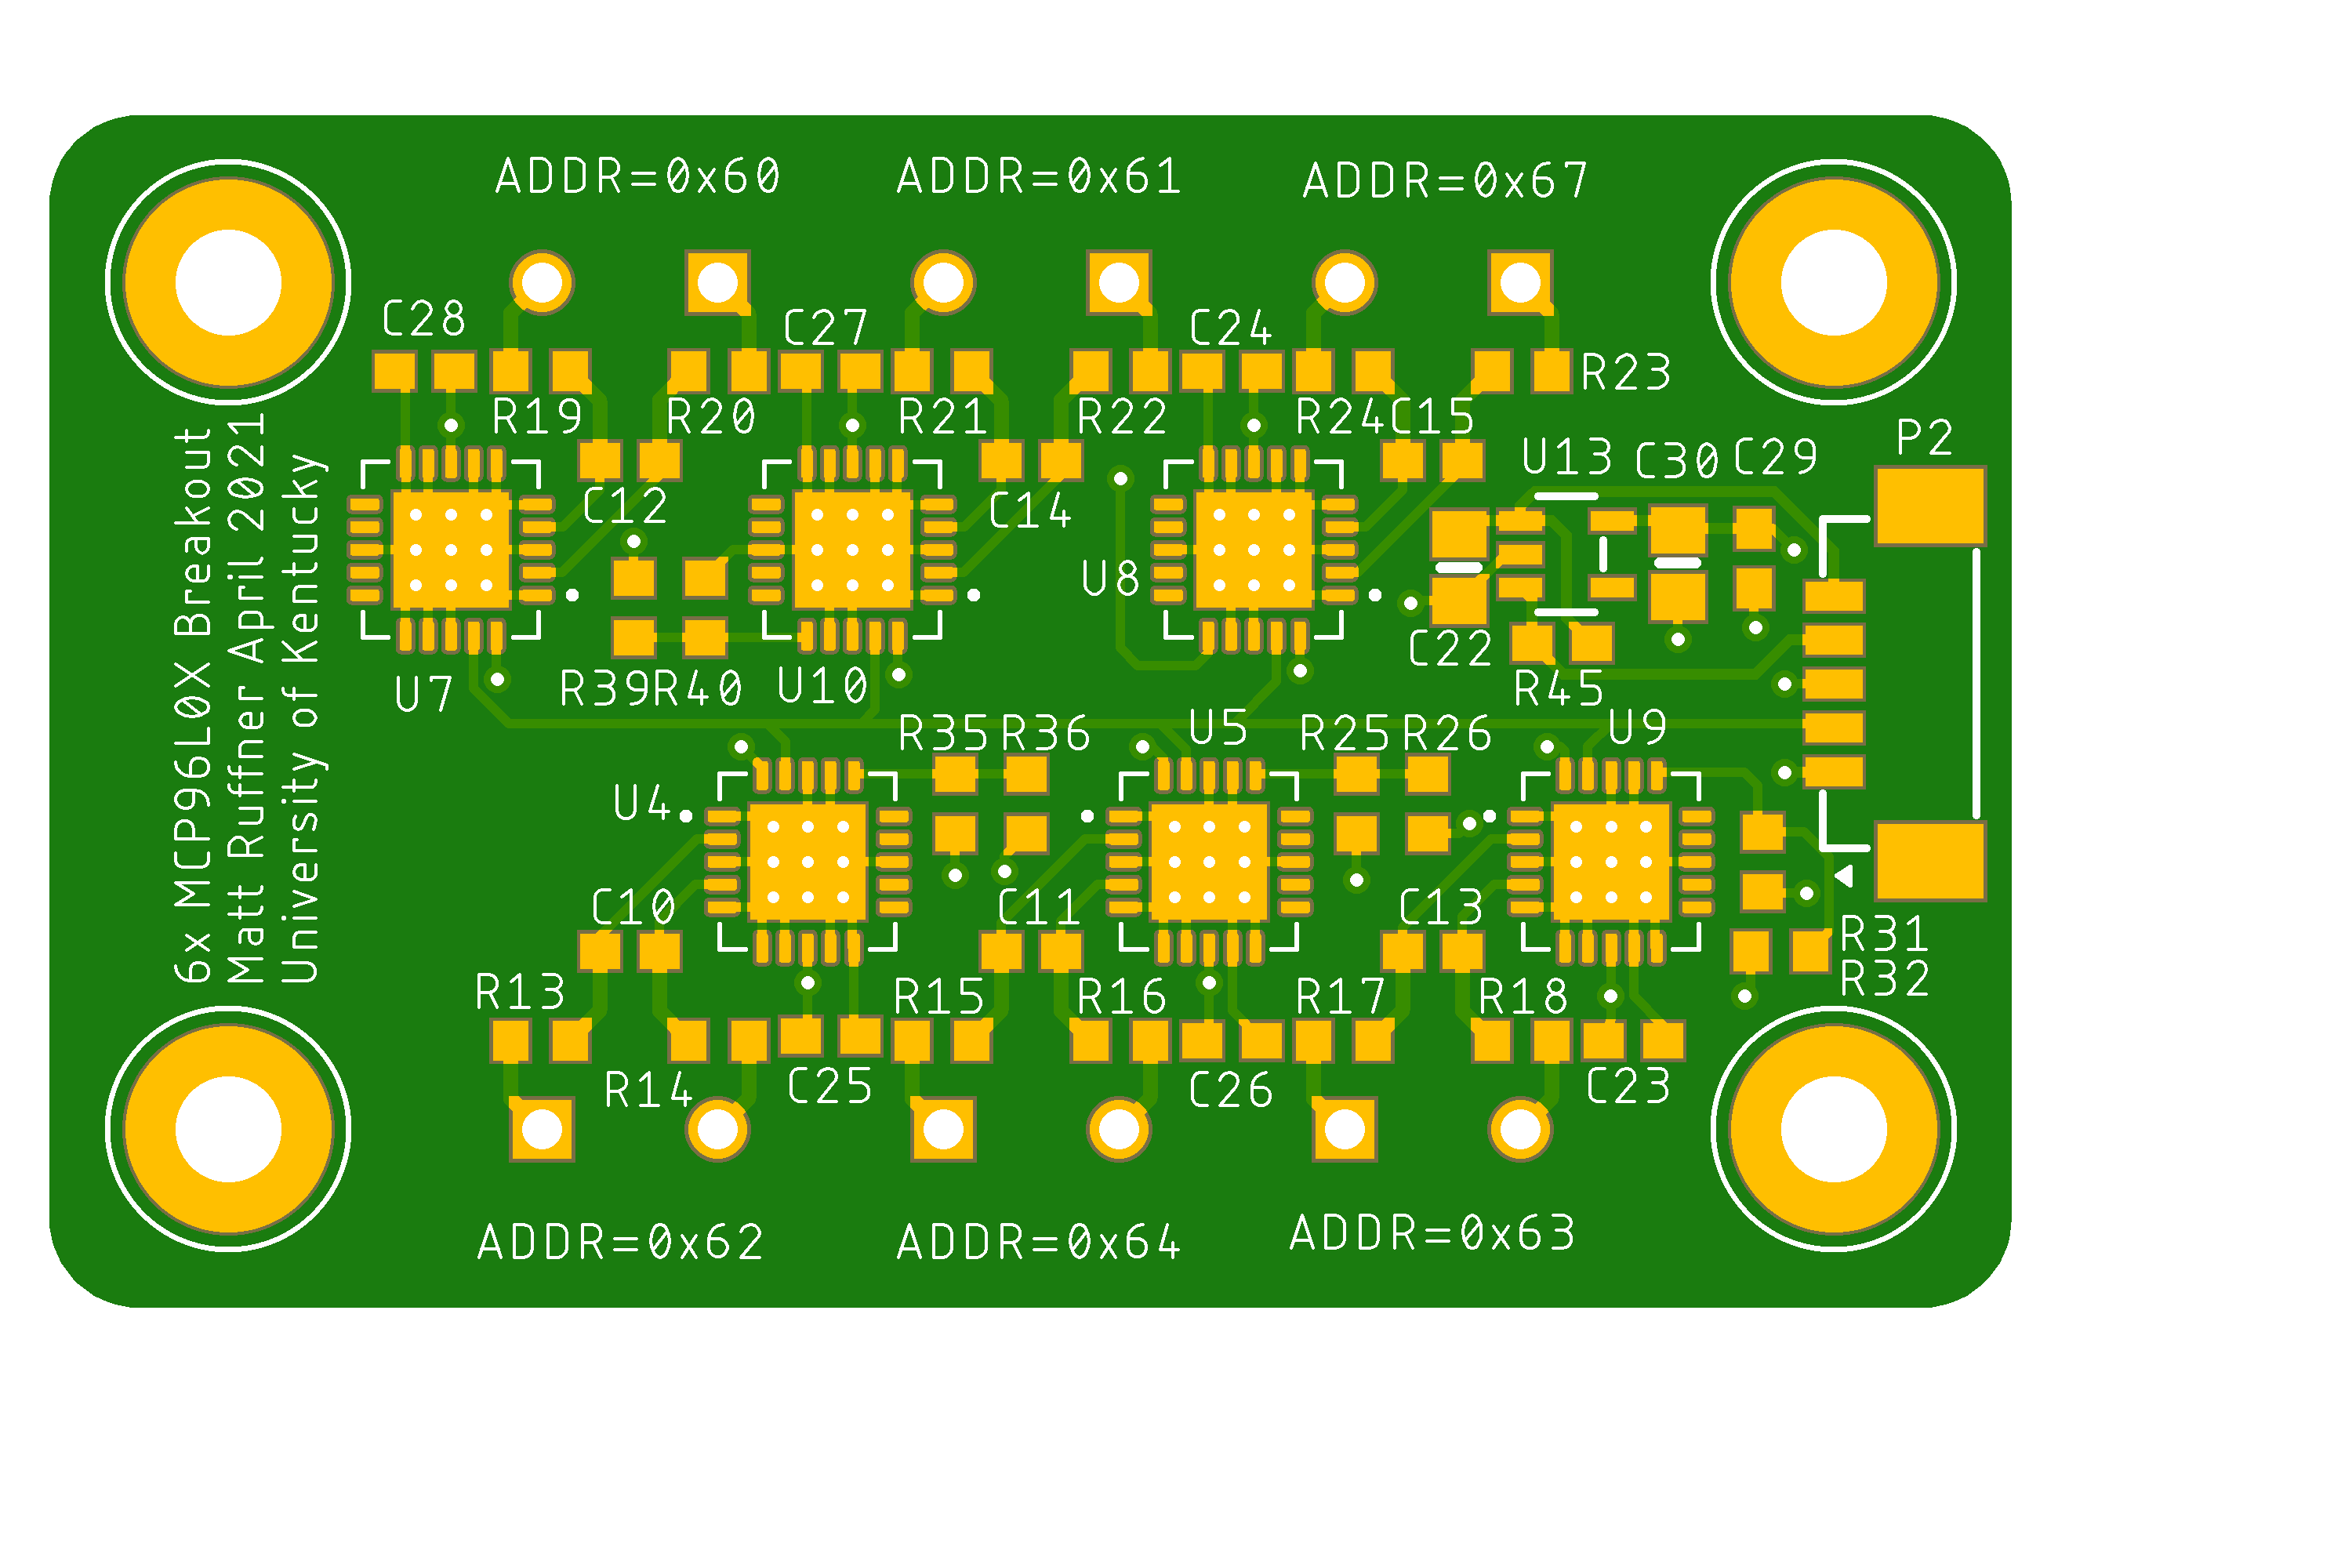 ADDR=0x60
ADDR=0x61
ADDR=0x67
C28
C27
C24
R23
R19
R20
R21
R22
R24
C15
P2
U13
C30
C29
C12
C14
U8
C22
U7
R39
R40
U10
R45
R35
R36
U5
R25
R26
U9
U4
C10
C11
C13
R31
R32
R13
R15
R16
R17
R18
R14
C25
C26
C23
ADDR=0x62
ADDR=0x64
ADDR=0x63
6x MCP96L0X Breakout
Matt Ruffner April 2021
University of Kentucky